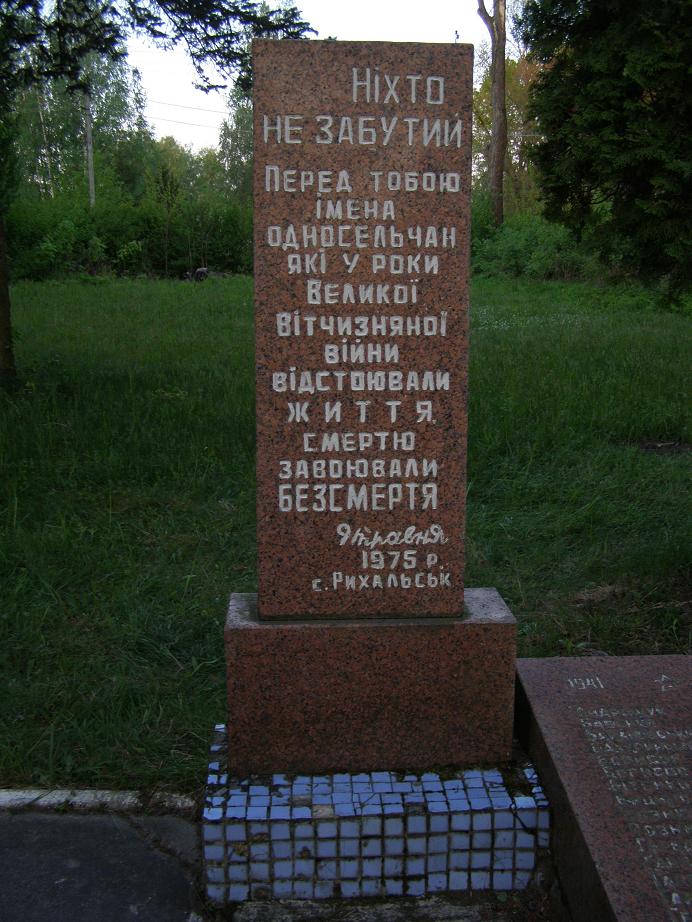 Ніхто
не забутий
Перед тобою
імена
односельчан
які у роки
Великої
Вітчизняної
війни
відстоювали
життя,
смертю
завоювали
безсмертя
9 травня
1975 р.
с. Рихальськ
1941